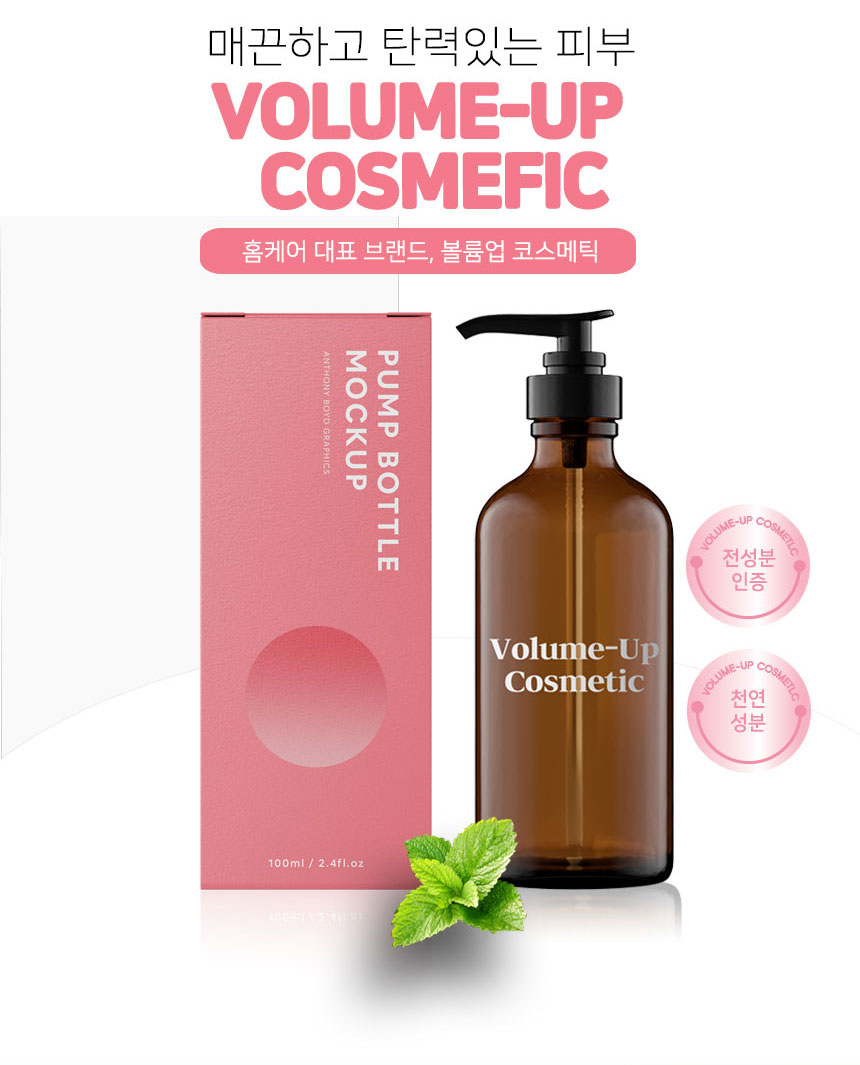 매끈하고 탄력있는 피부
VOLUME-UP
COSMEFIC
홈케어 대표 브랜드, 볼륨업 코스메틱
PUMP BOTTLE
MOCKUP
ANTHONY BOYD GRAPHICS
100ml / 2.4fl.oz
Volume-Up
Cosmetic
VOLUME-UP COSMETLC
전성분
인증
VOLUME-UP COSMETLC
천연
성분